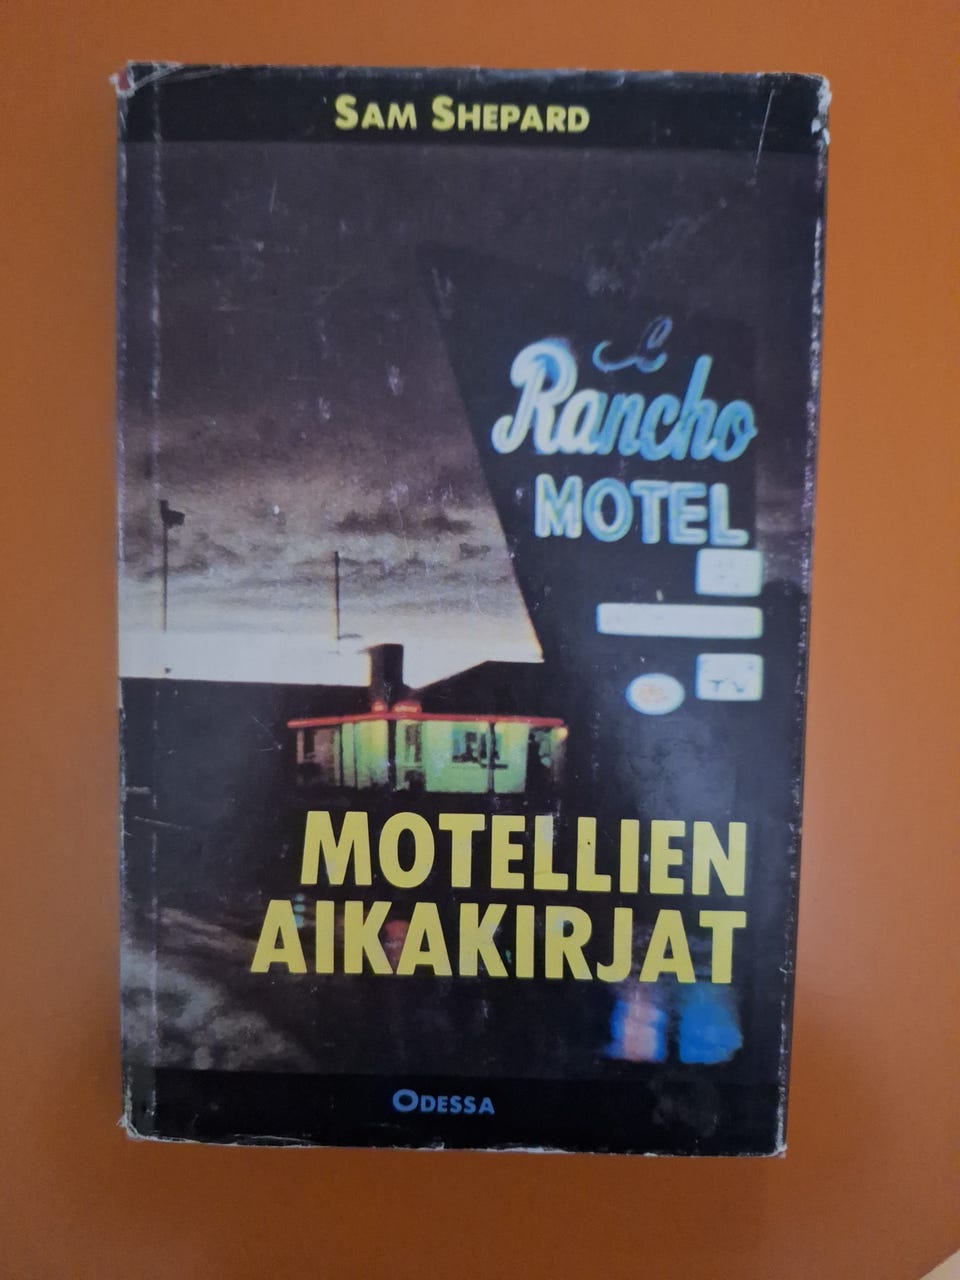 SAM SHEPARD
Rancho
MOTEL
TV
MOTELLIEN
AIKAKIRJAT
ODESSA